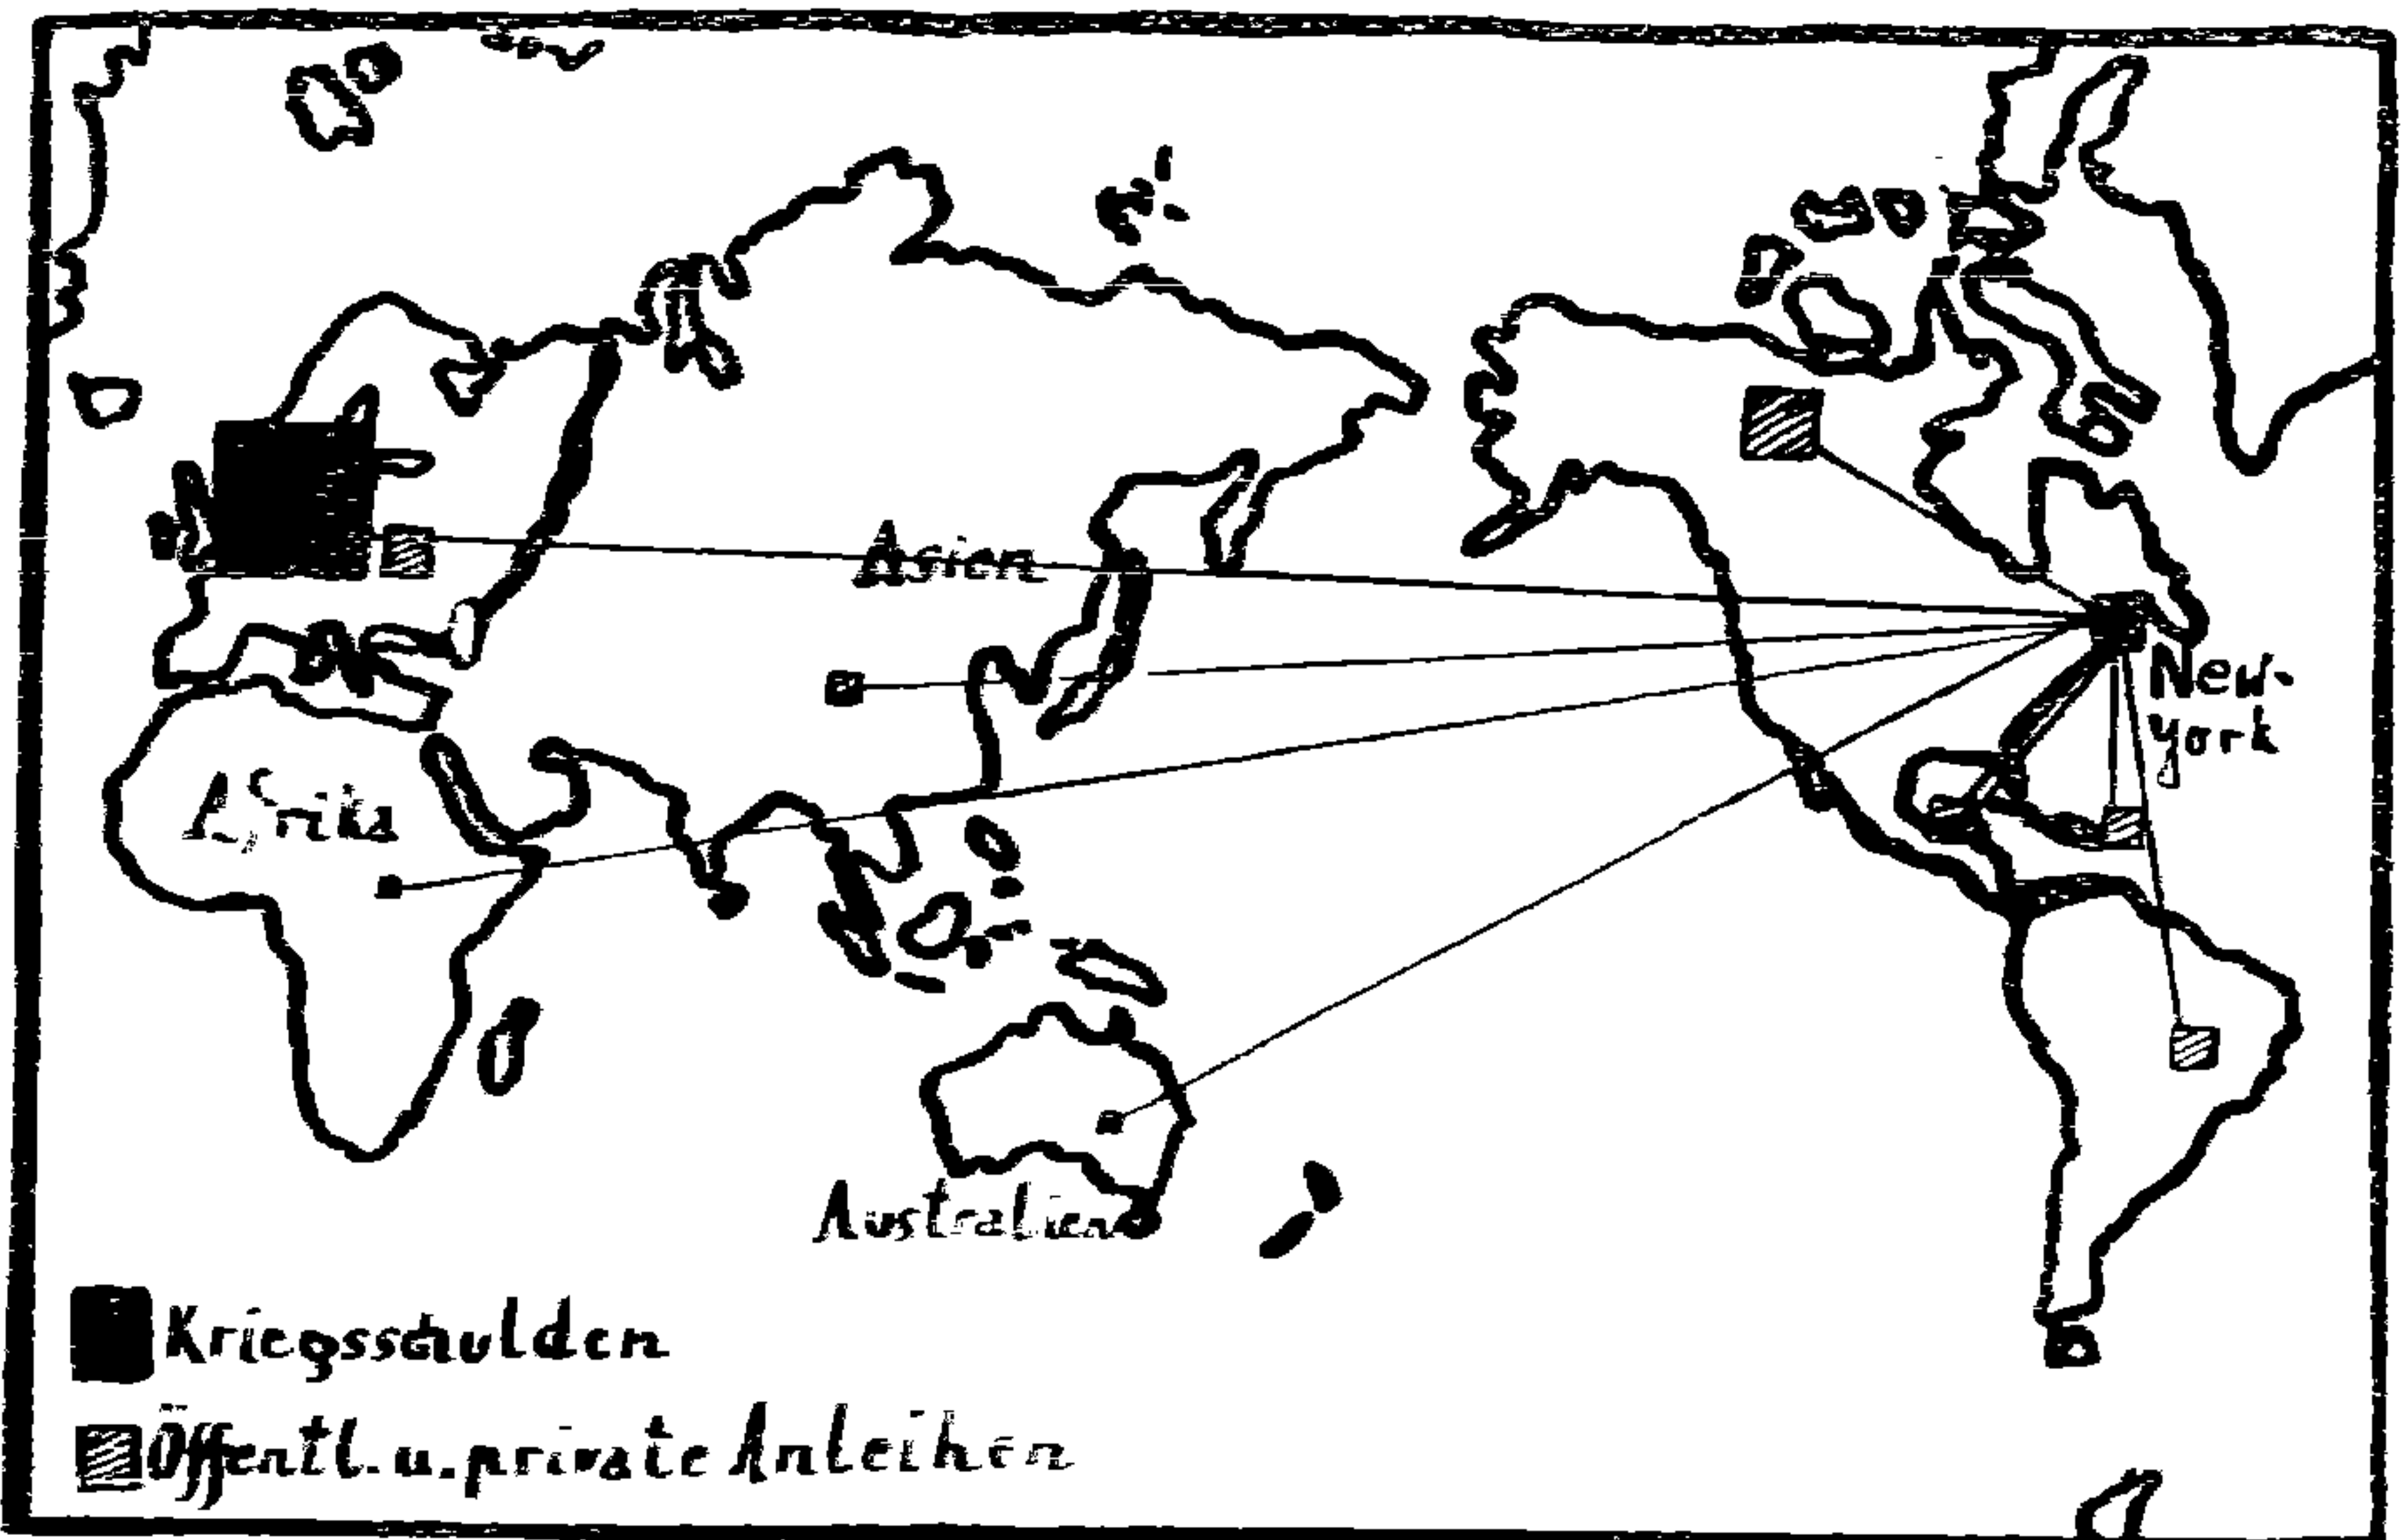 Asien
New-
York
Afrika
Australien
Kriegsschulden
Öffentl. u. private Anleihen